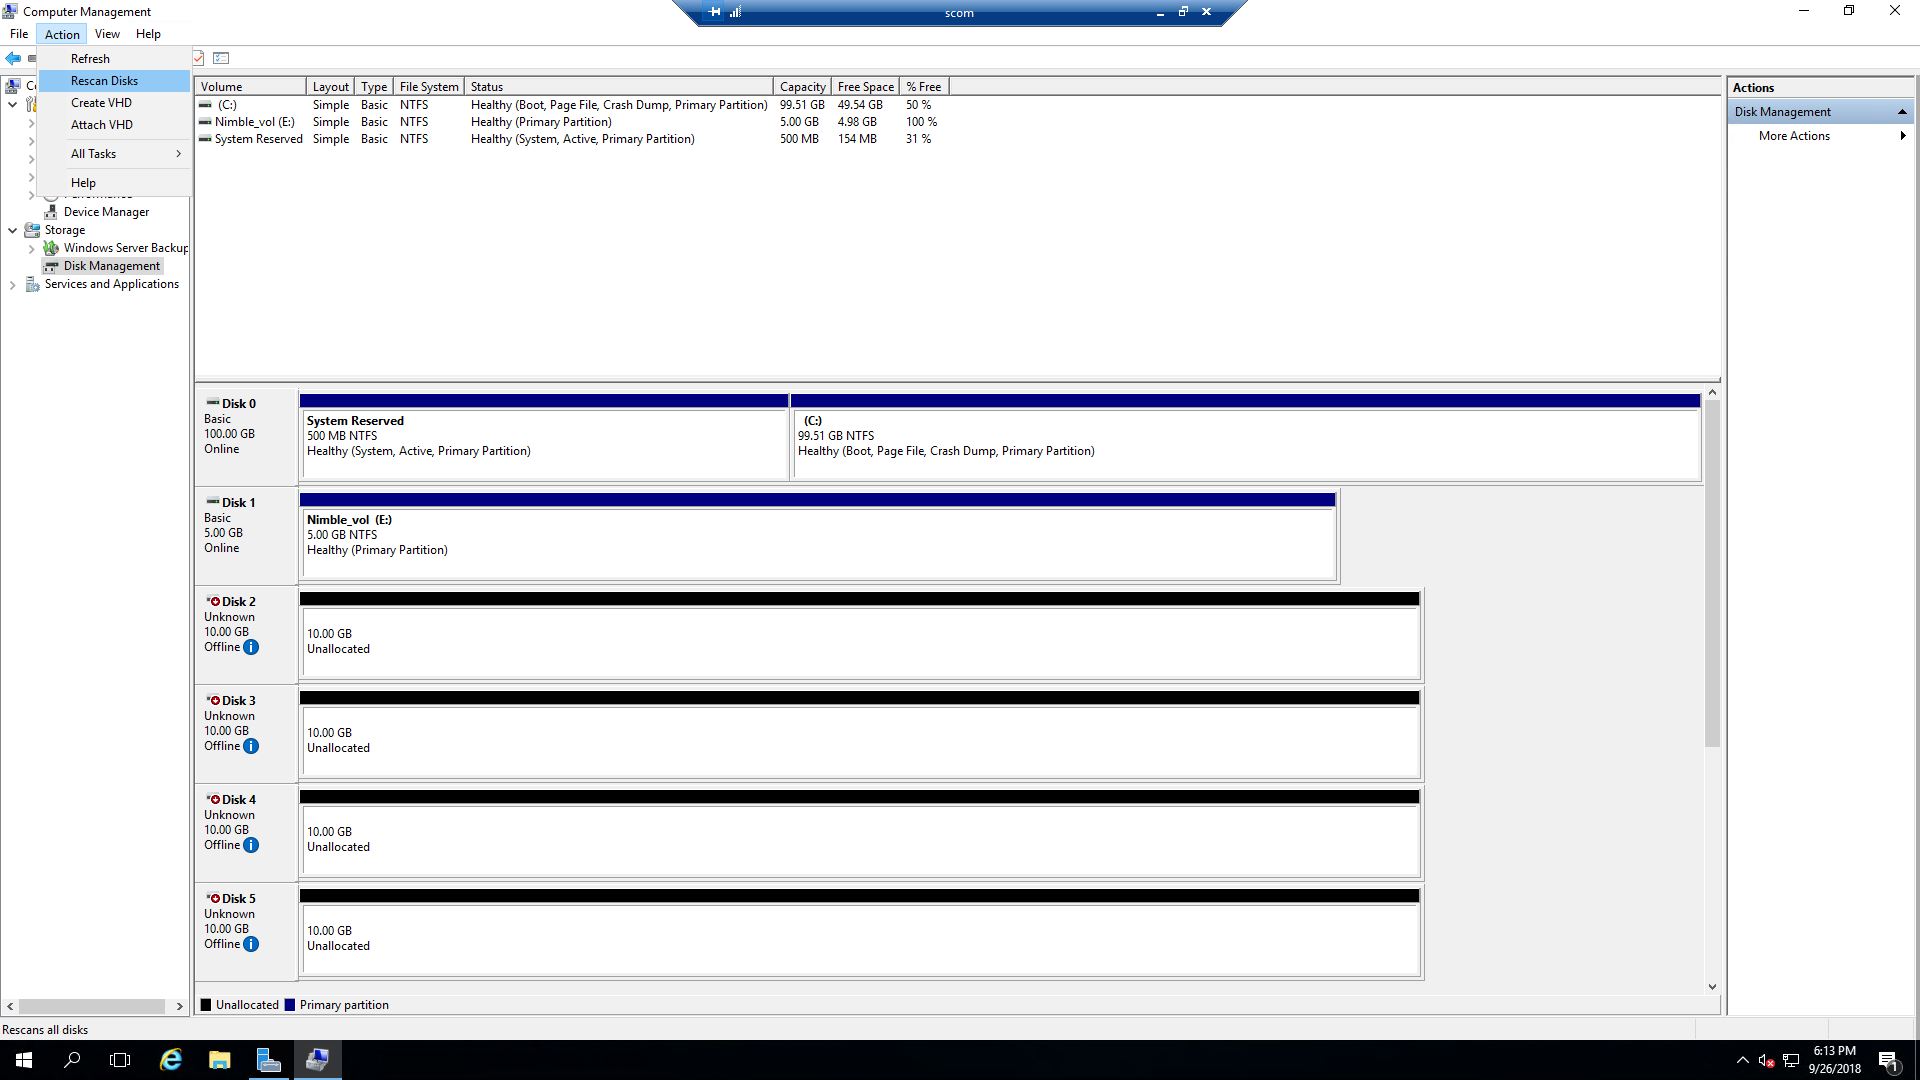 Computer Management
scom
File Action View Help
Refresh
Rescan Disks
Create VHD
Attach VHD
All Tasks
Help
Device Manager
Storage
Windows Server Backup
Disk Management
Services and Applications
Volume Layout Type File System Status Capacity Free Space % Free
(C:) Simple Basic NTFS Healthy (Boot, Page File, Crash Dump, Primary Partition) 99.51 GB 49.54 GB 50 %
Nimble_vol (E:) Simple Basic NTFS Healthy (Primary Partition) 5.00 GB 4.98 GB 100 %
System Reserved Simple Basic NTFS Healthy (System, Active, Primary Partition) 500 MB 154 MB 31 %
Actions
Disk Management
More Actions
Disk 0
Basic
100.00 GB
Online
System Reserved
500 MB NTFS
Healthy (System, Active, Primary Partition)
(C:)
99.51 GB NTFS
Healthy (Boot, Page File, Crash Dump, Primary Partition)
Disk 1
Basic
5.00 GB
Online
Nimble_vol (E:)
5.00 GB NTFS
Healthy (Primary Partition)
Disk 2
Unknown
10.00 GB
Offline
10.00 GB
Unallocated
Disk 3
Unknown
10.00 GB
Offline
10.00 GB
Unallocated
Disk 4
Unknown
10.00 GB
Offline
10.00 GB
Unallocated
Disk 5
Unknown
10.00 GB
Offline
10.00 GB
Unallocated
Unallocated Primary partition
Rescans all disks
6:13 PM
9/26/2018
1